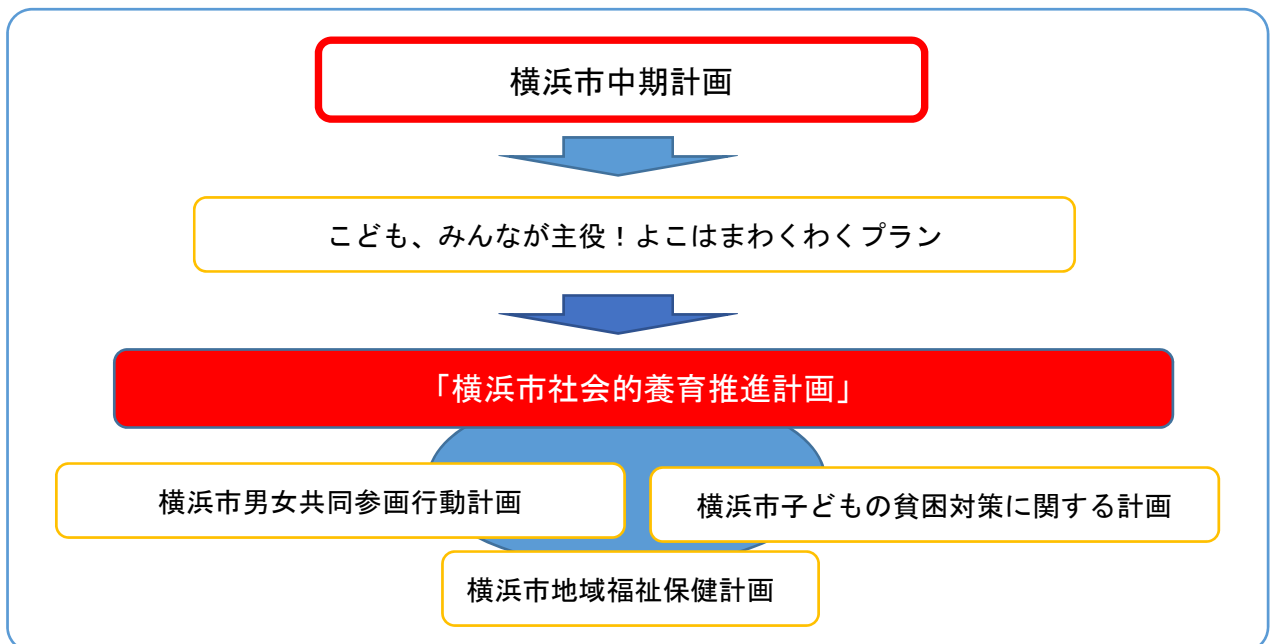 横浜市中期計画
こども、みんなが主役！よこはまわくわくプラン
「横浜市社会的養育推進計画」
横浜市男女共同参画行動計画
横浜市子どもの貧困対策に関する計画
横浜市地域福祉保健計画